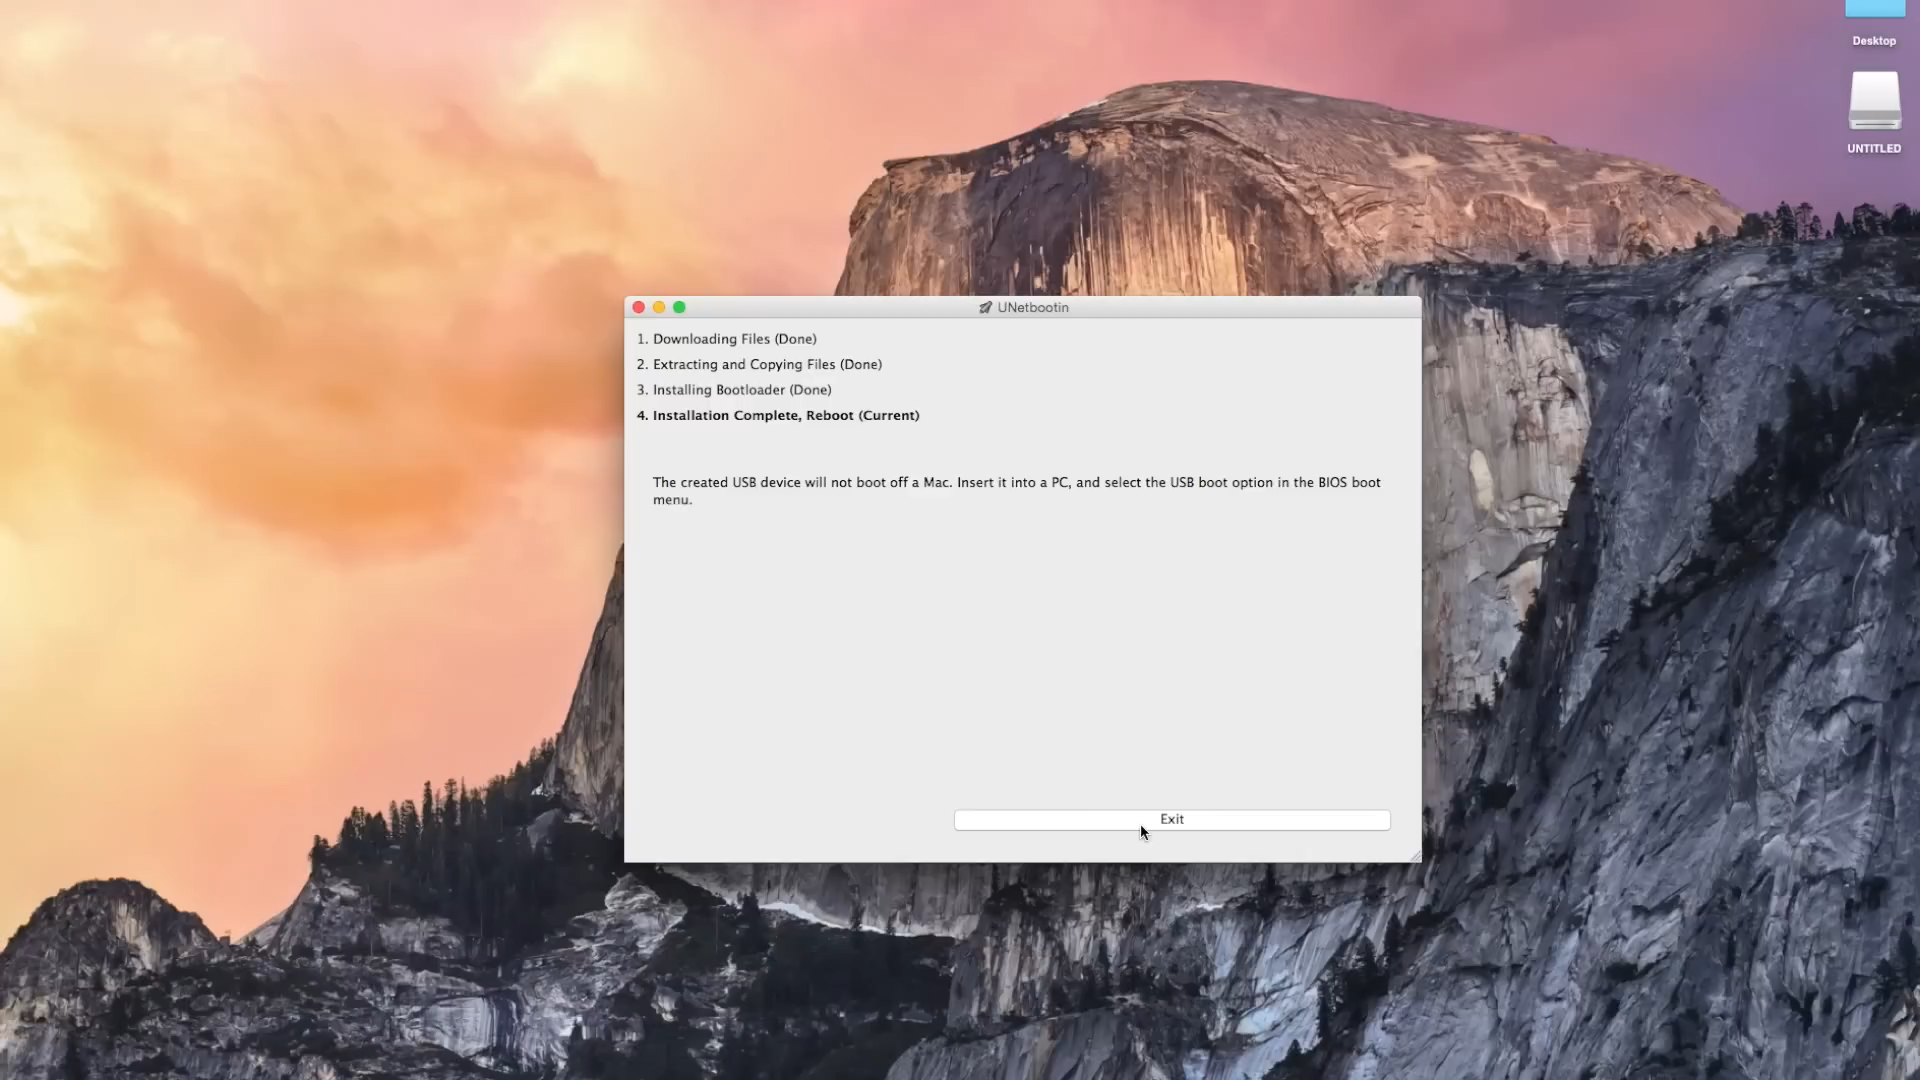 Desktop
UNTITLED
UNetbootin
1. Downloading Files (Done)
2. Extracting and Copying Files (Done)
3. Installing Bootloader (Done)
4. Installation Complete, Reboot (Current)
The created USB device will not boot off a Mac. Insert it into a PC, and select the USB boot option in the BIOS boot
menu.
Exit